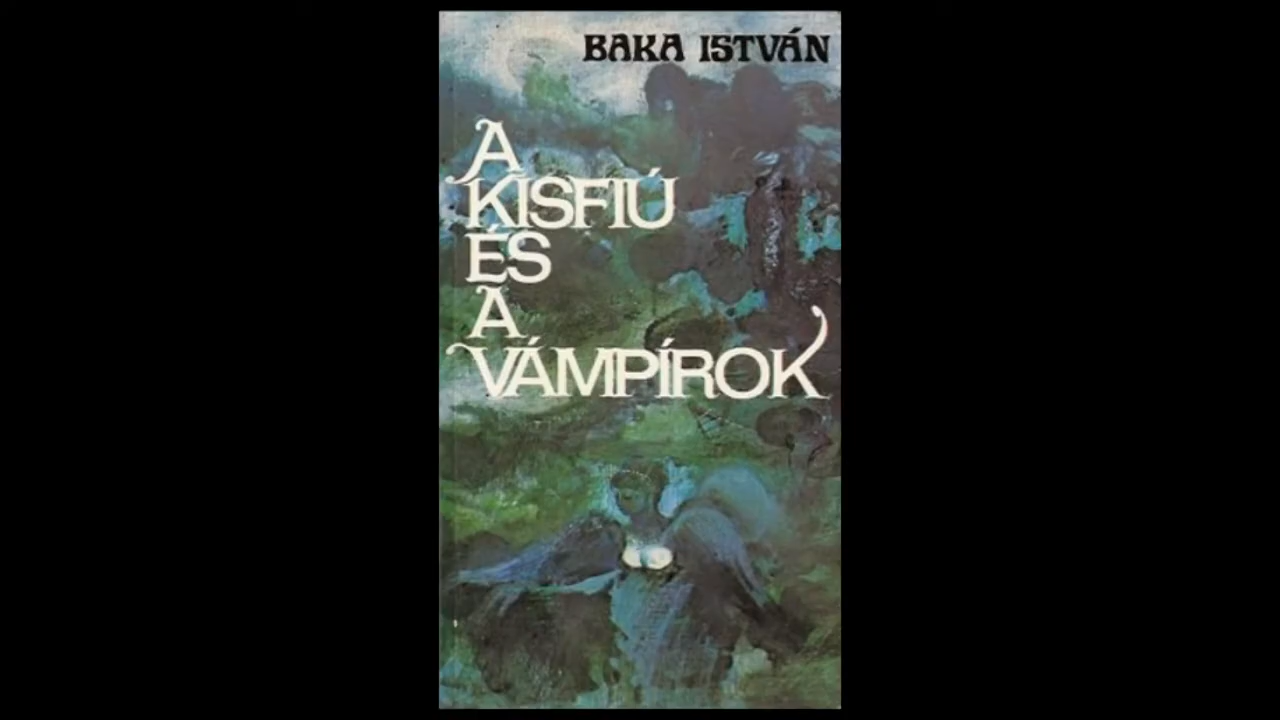 BAKA ISTVÁN
A
KISFIÚ
ÉS
A
VÁMPÍROK